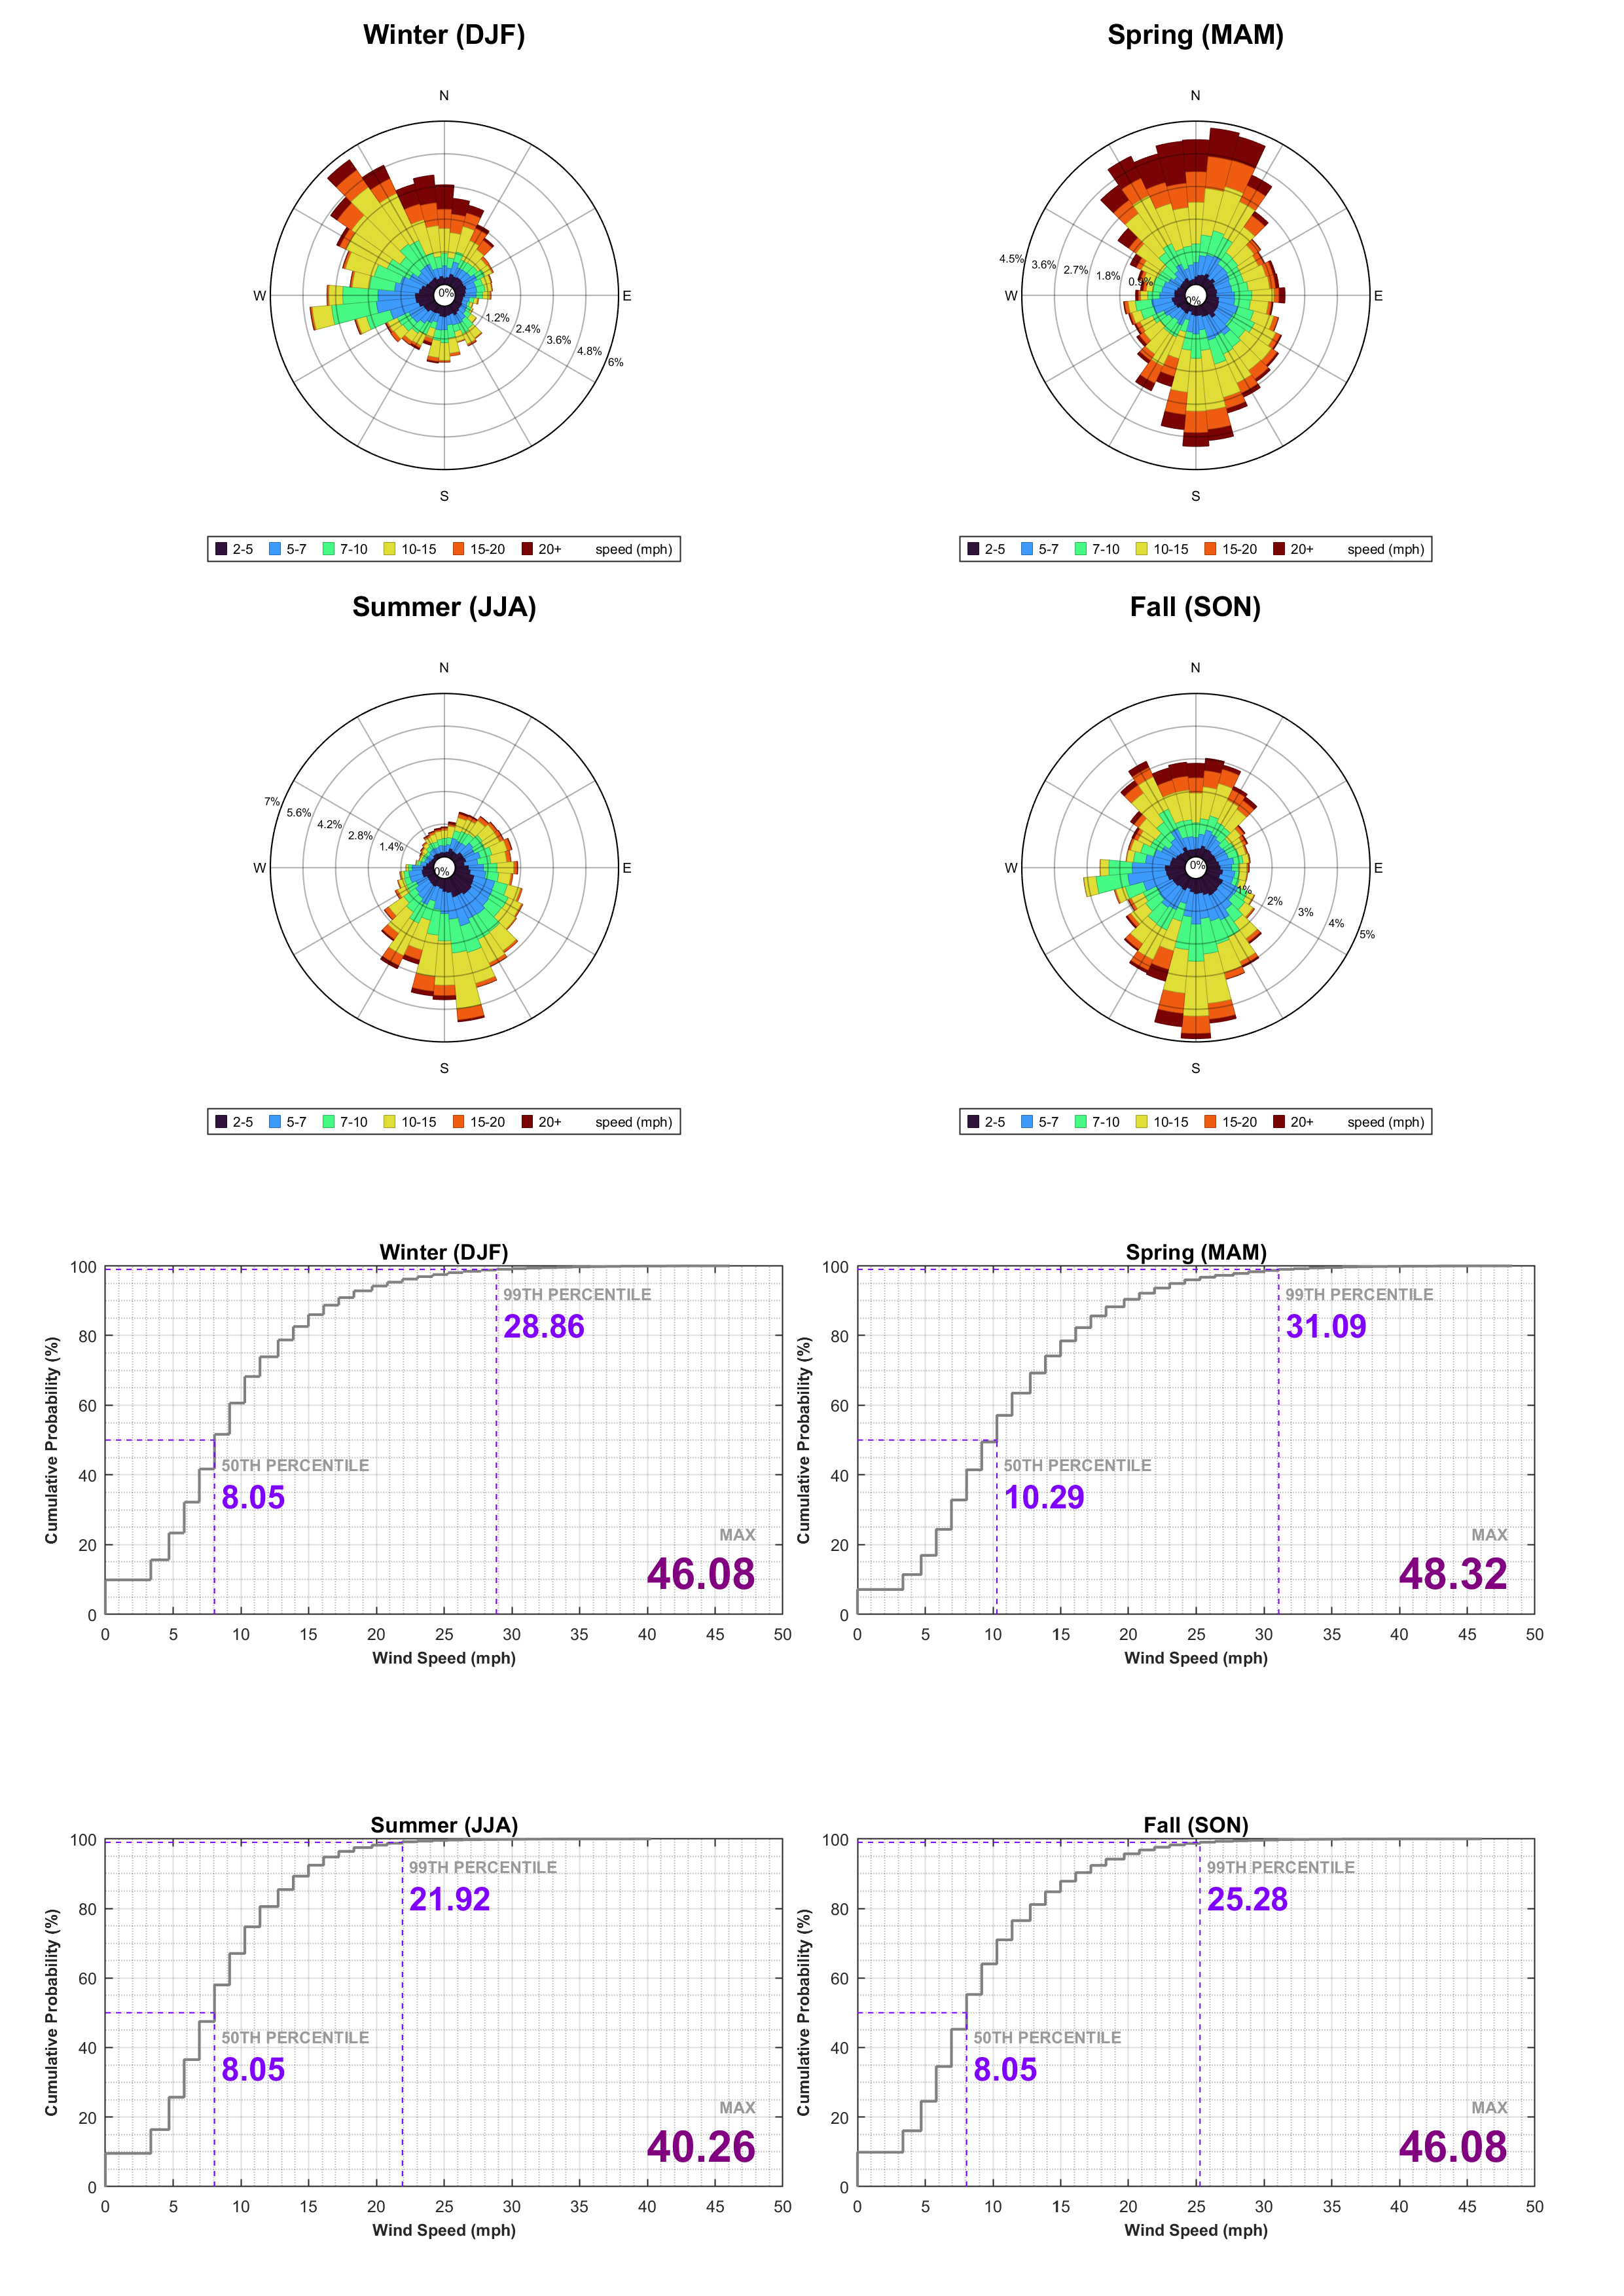 Winter (DJF)
N
W
E
S
0%
1.2%
2.4%
3.6%
4.8%
6%
2-5 5-7 7-10 10-15 15-20 20+ speed (mph)
Spring (MAM)
N
4.5%
3.6%
2.7%
1.8%
0.9%
0%
W
E
S
2-5 5-7 7-10 10-15 15-20 20+ speed (mph)
Summer (JJA)
N
7%
5.6%
4.2%
2.8%
1.4%
0%
W
E
S
2-5 5-7 7-10 10-15 15-20 20+ speed (mph)
Fall (SON)
N
W
E
0%
1%
2%
3%
4%
5%
S
2-5 5-7 7-10 10-15 15-20 20+ speed (mph)
Winter (DJF)
Cumulative Probability (%)
100
80
60
40
20
0
99TH PERCENTILE
28.86
50TH PERCENTILE
8.05
MAX
46.08
0 5 10 15 20 25 30 35 40 45 50
Wind Speed (mph)
Spring (MAM)
Cumulative Probability (%)
100
80
60
40
20
0
99TH PERCENTILE
31.09
50TH PERCENTILE
10.29
MAX
48.32
0 5 10 15 20 25 30 35 40 45 50
Wind Speed (mph)
Summer (JJA)
Cumulative Probability (%)
100
80
60
40
20
0
99TH PERCENTILE
21.92
50TH PERCENTILE
8.05
MAX
40.26
0 5 10 15 20 25 30 35 40 45 50
Wind Speed (mph)
Fall (SON)
Cumulative Probability (%)
100
80
60
40
20
0
99TH PERCENTILE
25.28
50TH PERCENTILE
8.05
MAX
46.08
0 5 10 15 20 25 30 35 40 45 50
Wind Speed (mph)